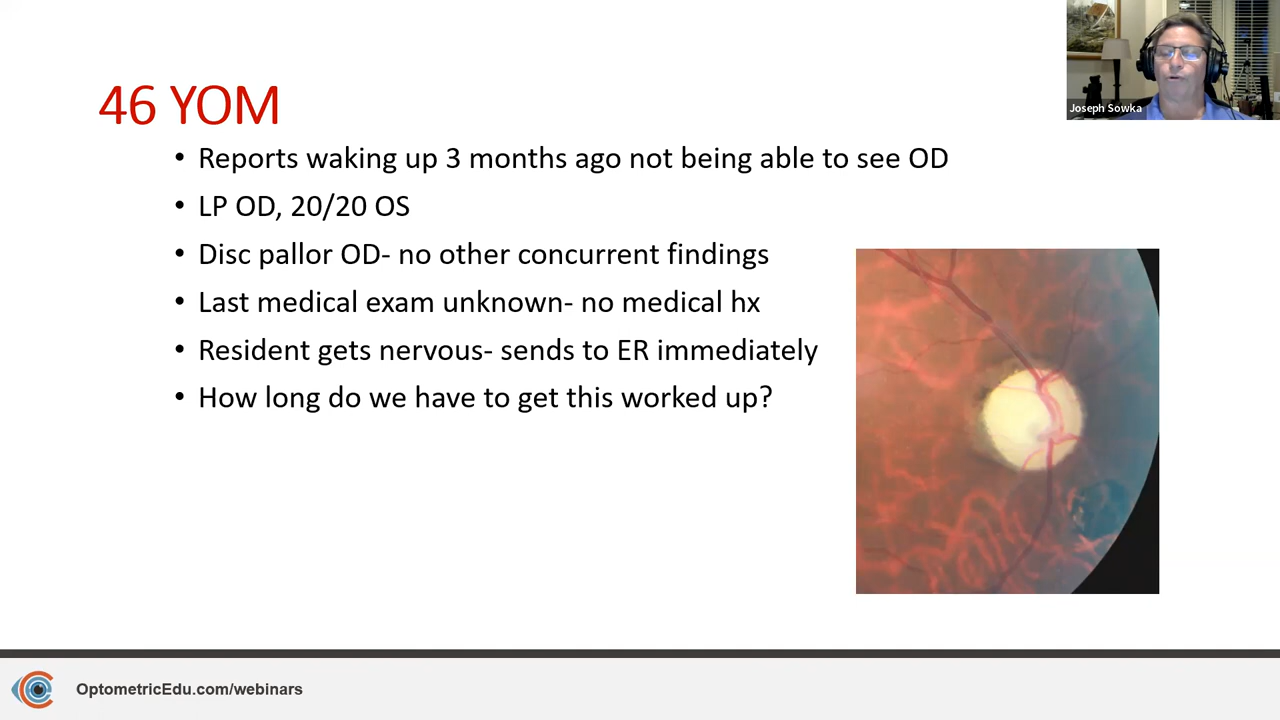 Joseph Sowka
46 YOM
• Reports waking up 3 months ago not being able to see OD
• LP OD, 20/20 OS
• Disc pallor OD- no other concurrent findings
• Last medical exam unknown- no medical hx
• Resident gets nervous- sends to ER immediately
• How long do we have to get this worked up?
OptometricEdu.com/webinars